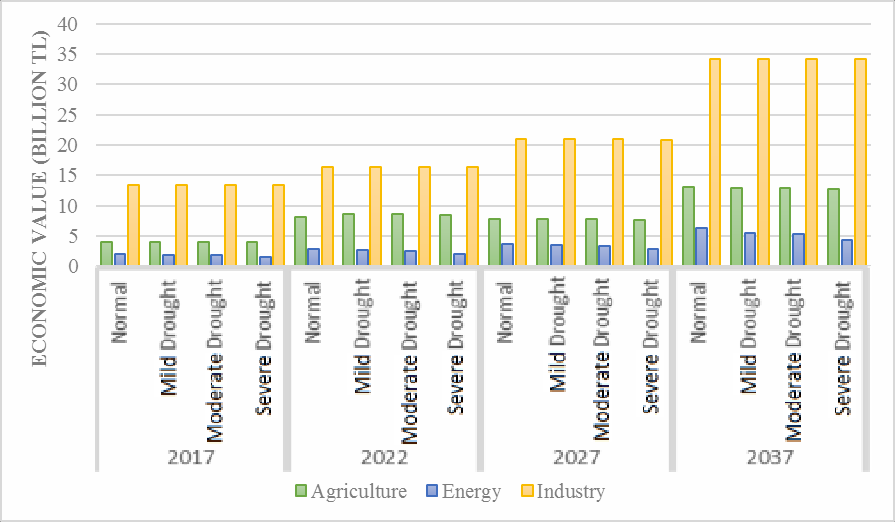 ECONOMIC VALUE (BILLION TL)
40
35
30
25
20
15
10
5
0
Normal
Mild Drought
Moderate Drought
Severe Drought
Normal
Mild Drought
Moderate Drought
Severe Drought
Normal
Mild Drought
Moderate Drought
Severe Drought
Normal
Mild Drought
Moderate Drought
Severe Drought
2017
2022
2027
2037
Agriculture
Energy
Industry